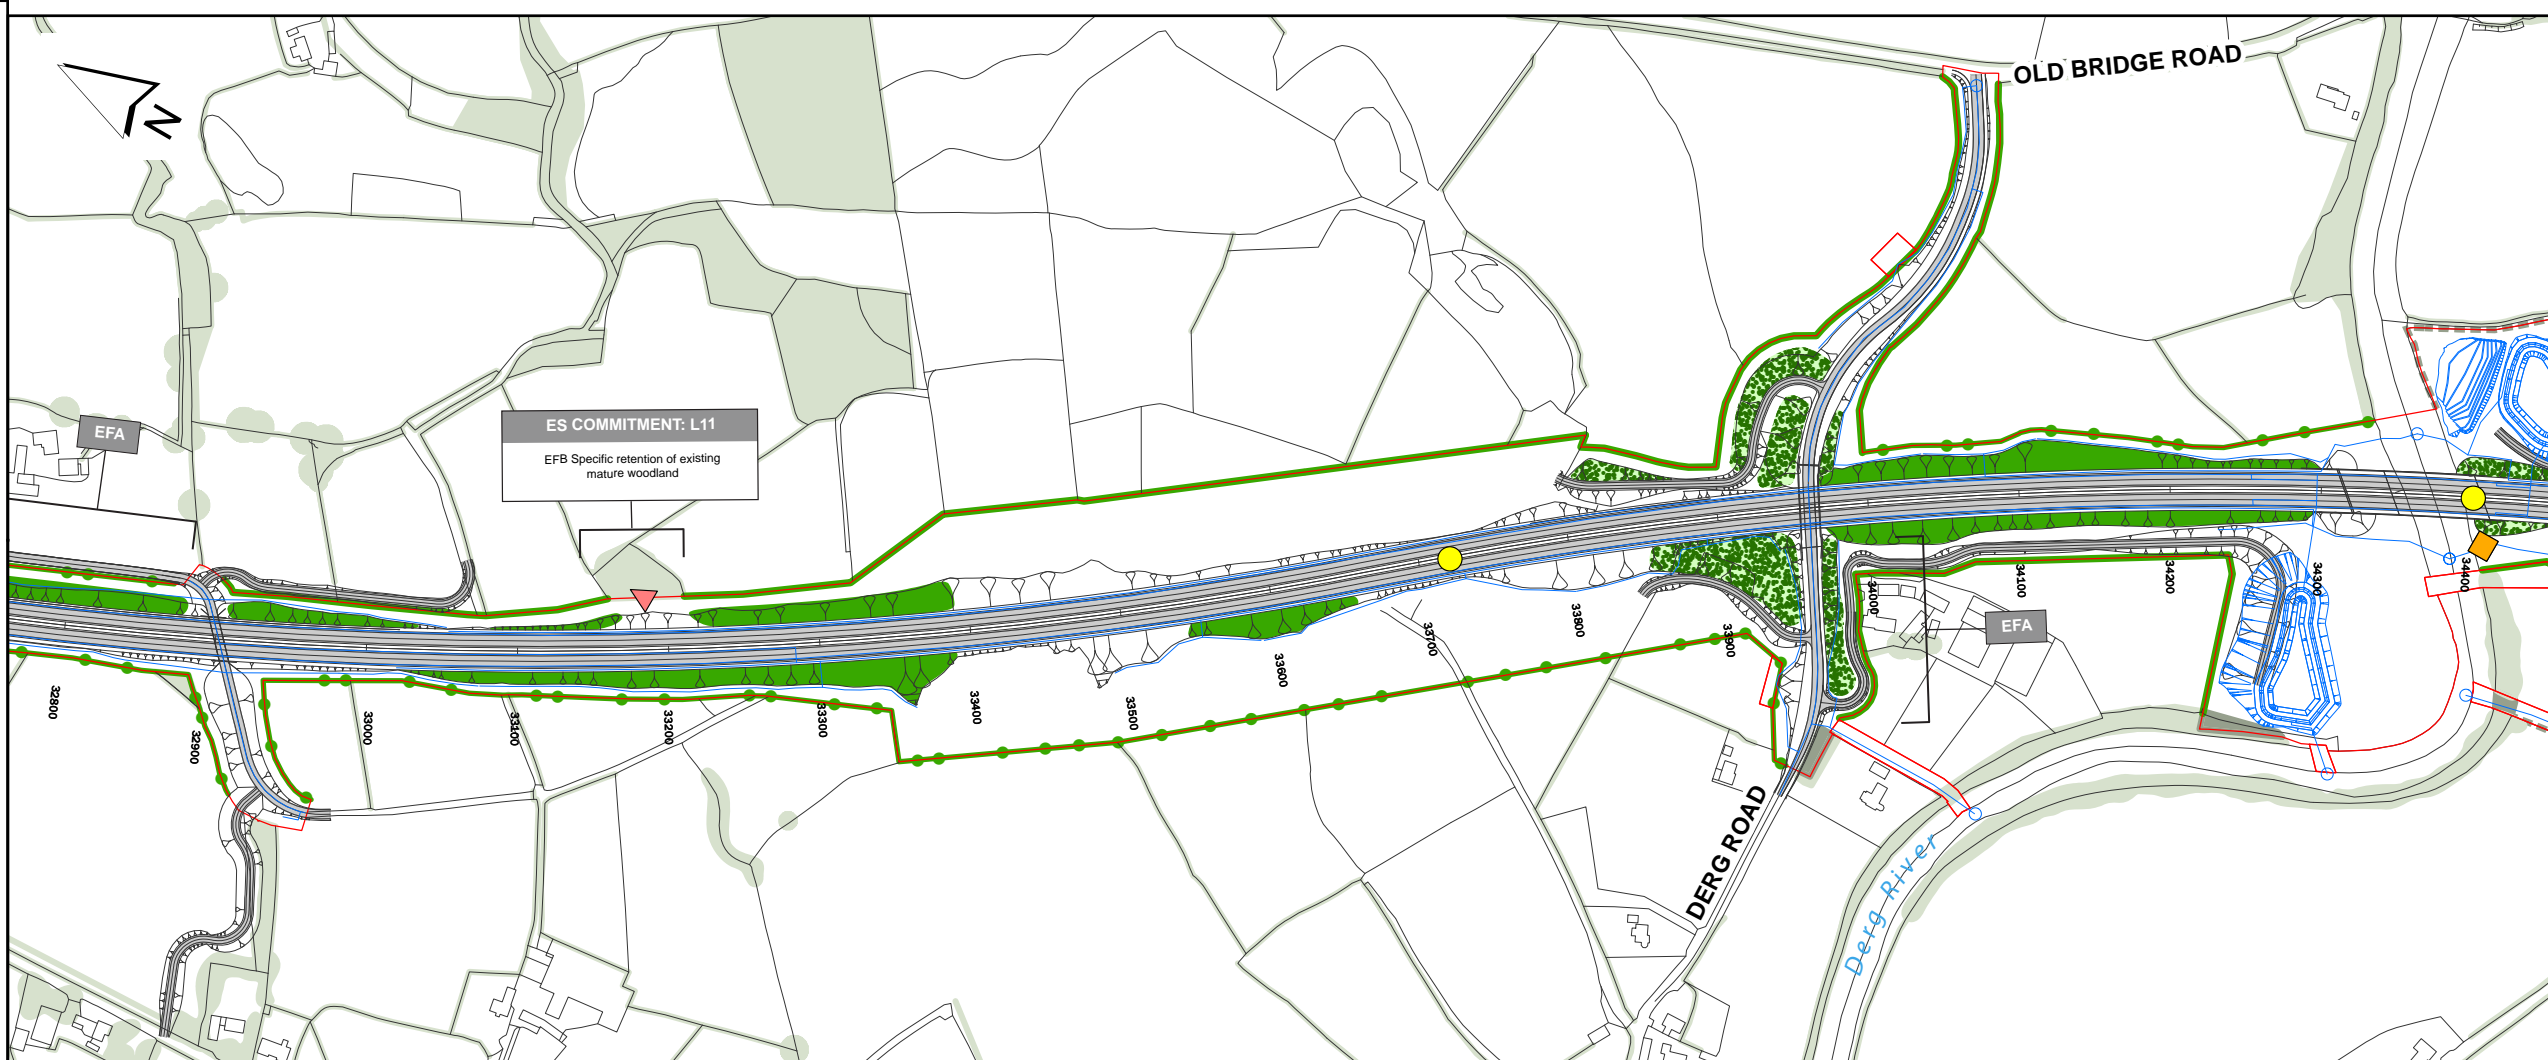 N
OLD BRIDGE ROAD
EFA
ES COMMITMENT: L11
EFB Specific retention of existing
mature woodland
32800
32900
33000
33100
33200
33300
33400
33500
33600
33700
33800
33900
34000
34100
34200
34300
34400
EFA
DERG ROAD
Derg River